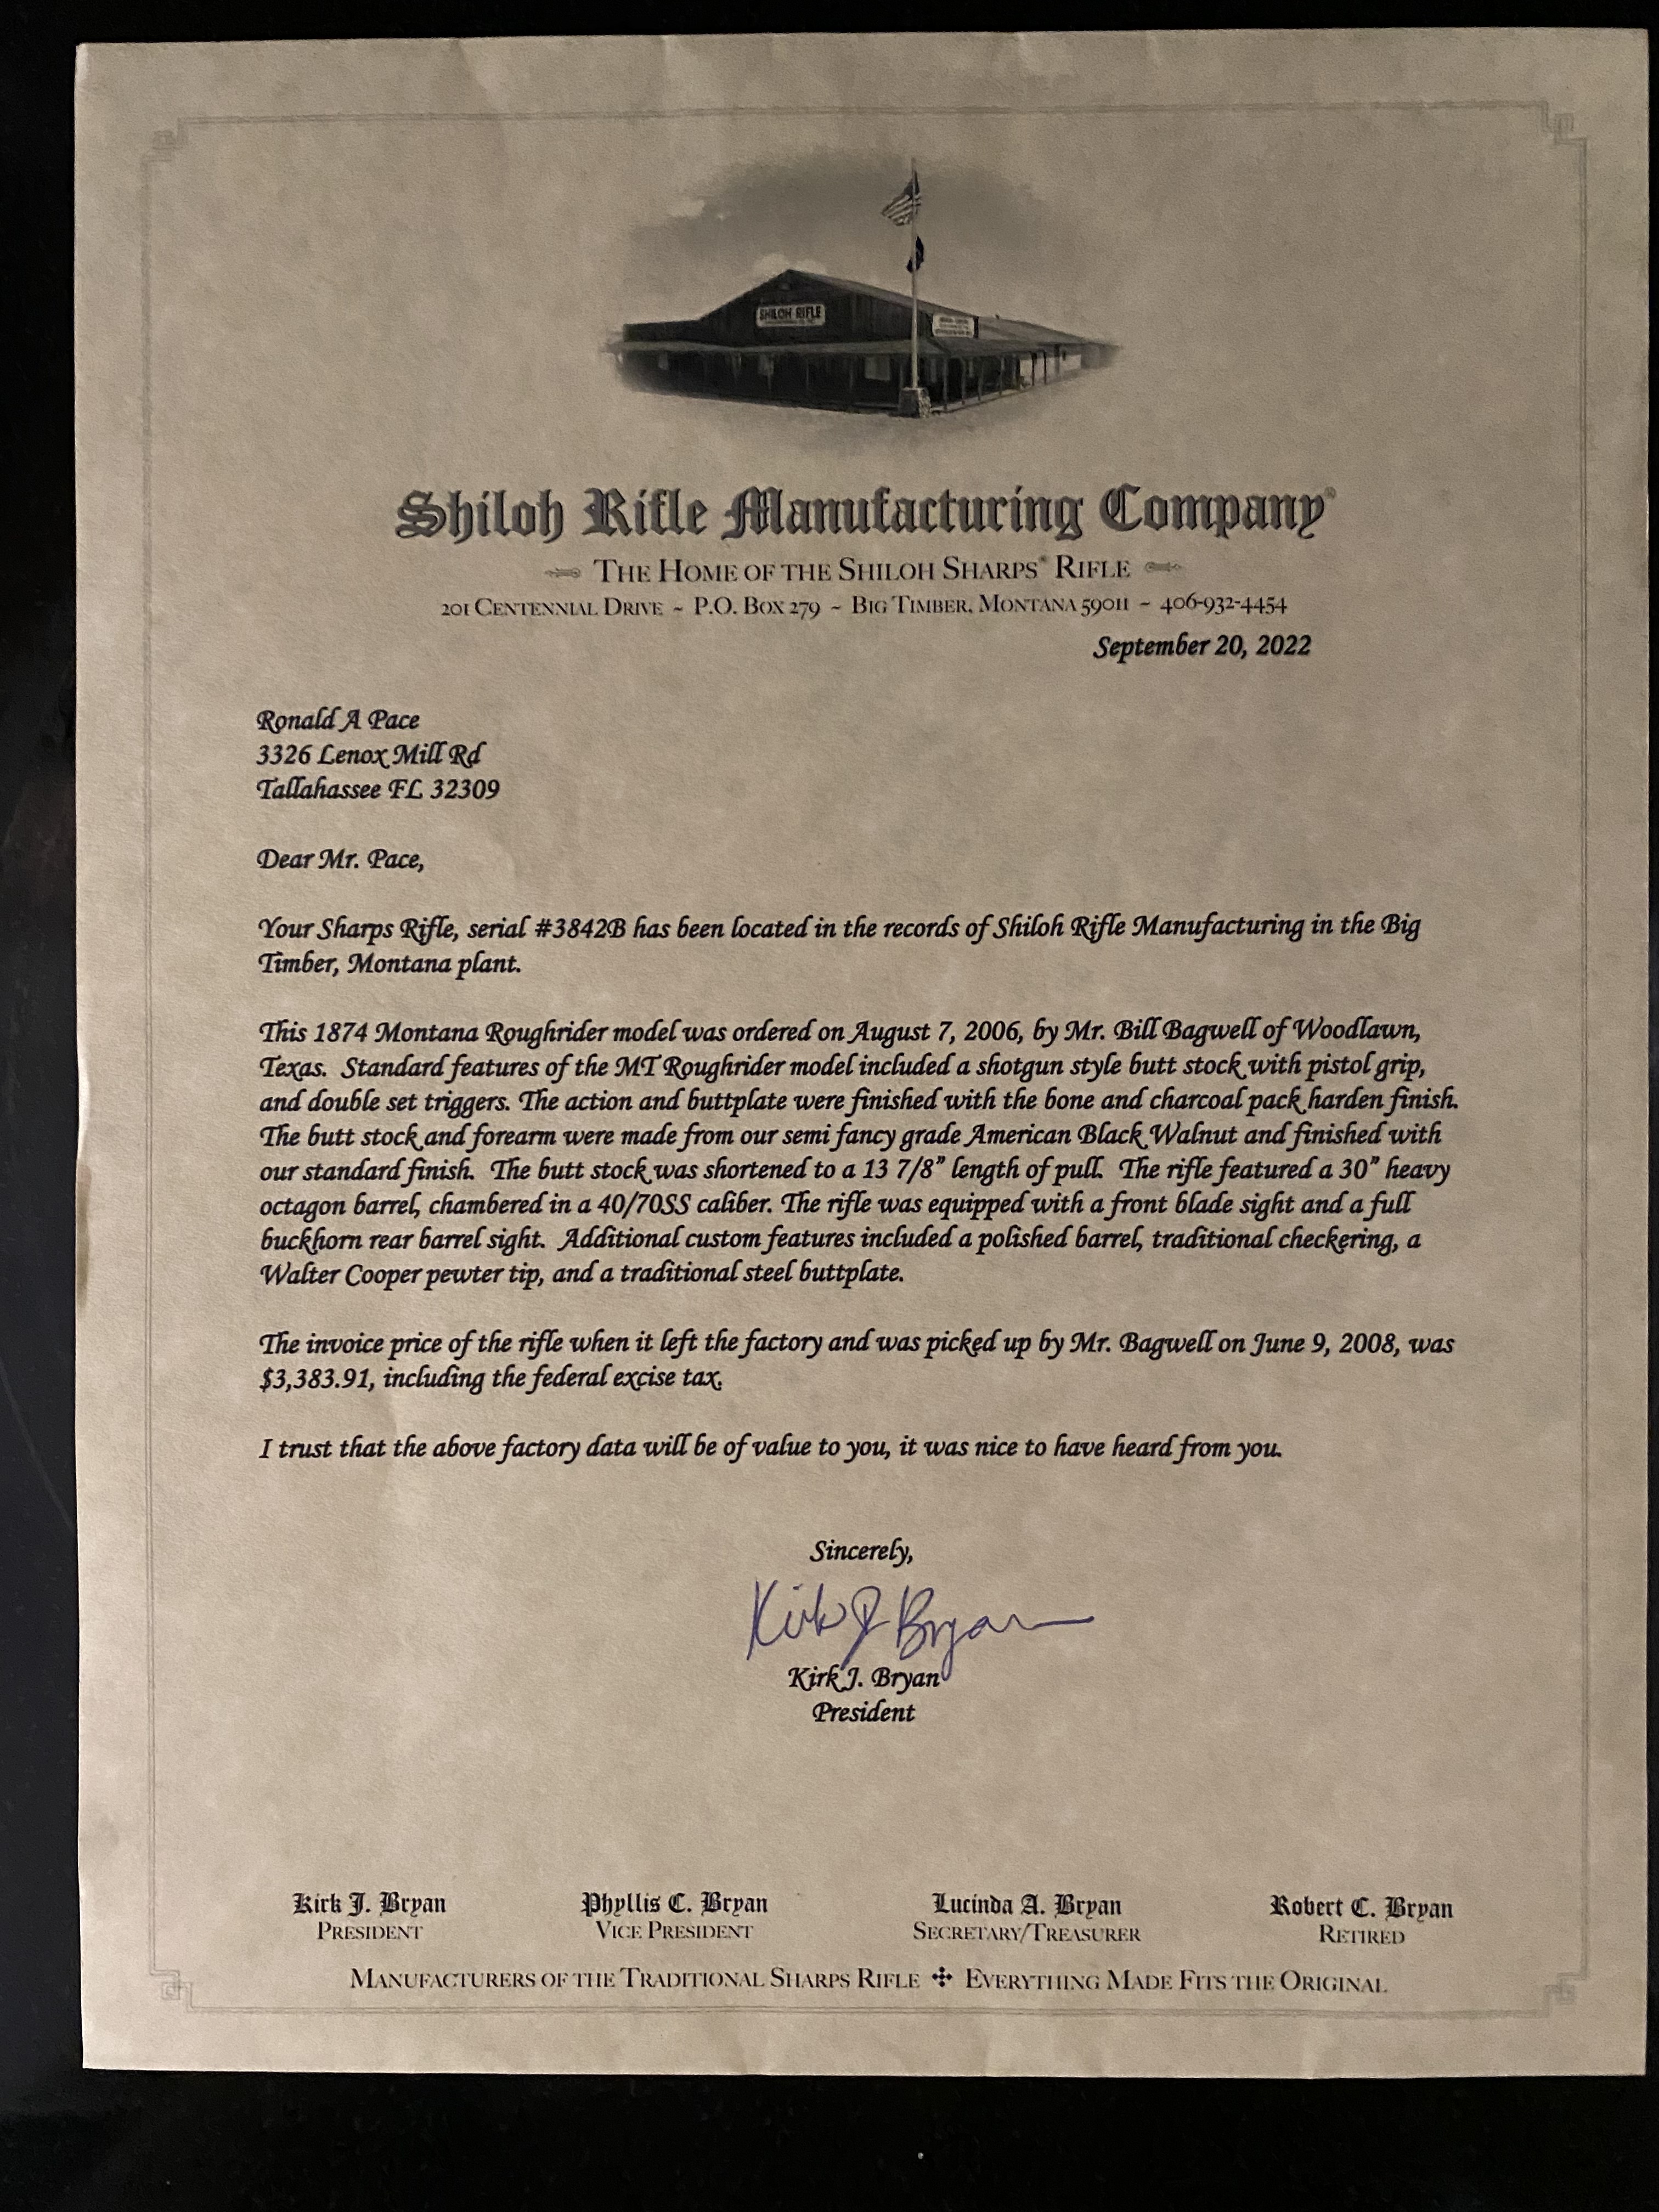 SHILOH RIFLE
Shiloh Rifle Manufacturing Company®
THE HOME OF THE SHILOH SHARPS® RIFLE
201 CENTENNIAL DRIVE ~ P.O. BOX 279 ~ BIG TIMBER, MONTANA 59011 ~ 406-932-4454
September 20, 2022
Ronald A Pace
3326 Lenox Mill Rd
Tallahassee FL 32309
Dear Mr. Pace,
Your Sharps Rifle, serial #3842B has been located in the records of Shiloh Rifle Manufacturing in the Big
Timber, Montana plant.
This 1874 Montana Roughrider model was ordered on August 7, 2006, by Mr. Bill Bagwell of Woodlawn,
Texas. Standard features of the MT Roughrider model included a shotgun style butt stock with pistol grip,
and double set triggers. The action and buttplate were finished with the bone and charcoal pack harden finish.
The butt stock and forearm were made from our semi fancy grade American Black Walnut and finished with
our standard finish. The butt stock was shortened to a 13 7/8” length of pull. The rifle featured a 30” heavy
octagon barrel, chambered in a 40/70SS caliber. The rifle was equipped with a front blade sight and a full
buckhorn rear barrel sight. Additional custom features included a polished barrel, traditional checkering, a
Walter Cooper pewter tip, and a traditional steel buttplate.
The invoice price of the rifle when it left the factory and was picked up by Mr. Bagwell on June 9, 2008, was
$3,383.91, including the federal excise tax.
I trust that the above factory data will be of value to you, it was nice to have heard from you.
Sincerely,
Kirk J Bryan
Kirk J. Bryan
President
Kirk J. Bryan Phyllis C. Bryan Lucinda A. Bryan Robert C. Bryan
PRESIDENT VICE PRESIDENT SECRETARY/TREASURER RETIRED
MANUFACTURERS OF THE TRADITIONAL SHARPS RIFLE ✣ EVERYTHING MADE FITS THE ORIGINAL